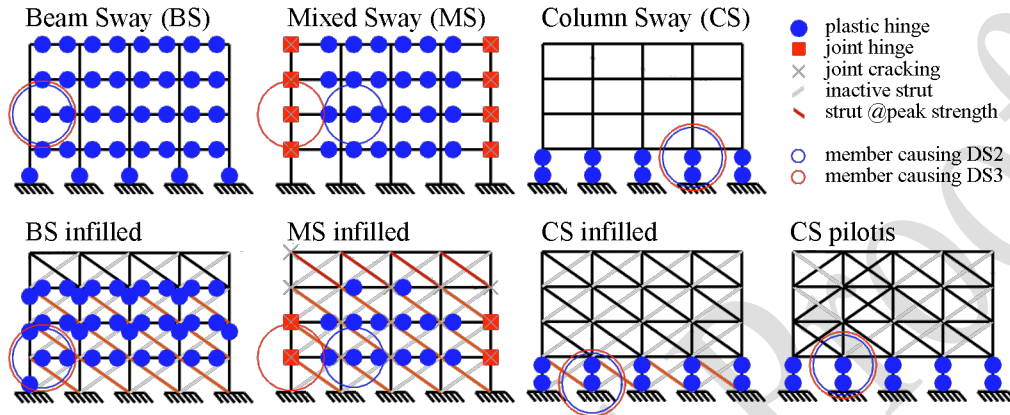 Beam Sway (BS)
Mixed Sway (MS)
Column Sway (CS)
plastic hinge
joint hinge
joint cracking
inactive strut
strut @peak strength
member causing DS2
member causing DS3
BS infilled
MS infilled
CS infilled
CS pilotis